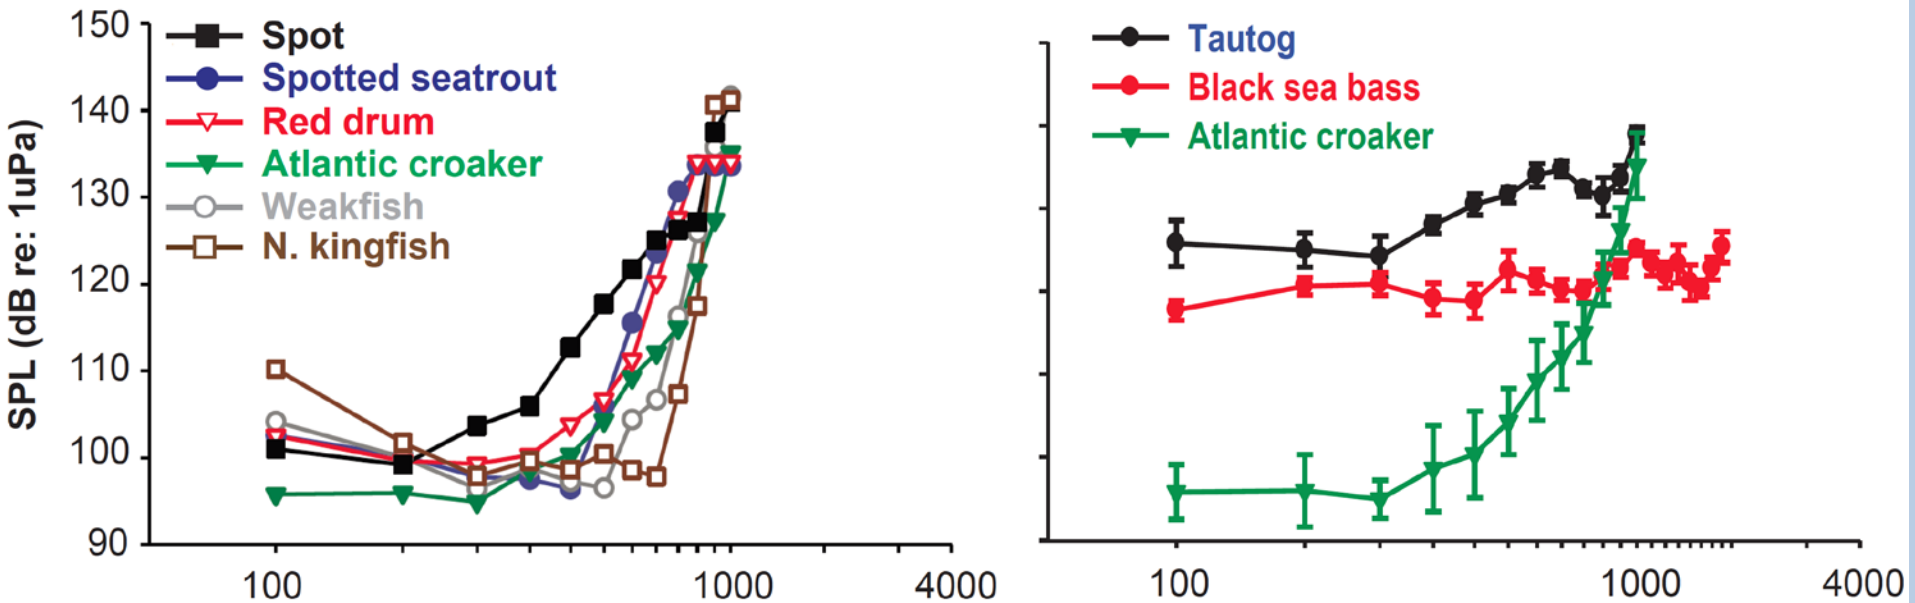 SPL (dB re: 1uPa)
150
140
130
120
110
100
90
Spot
Spotted seatrout
Red drum
Atlantic croaker
Weakfish
N. kingfish
100
1000
4000
Tautog
Black sea bass
Atlantic croaker
100
1000
4000